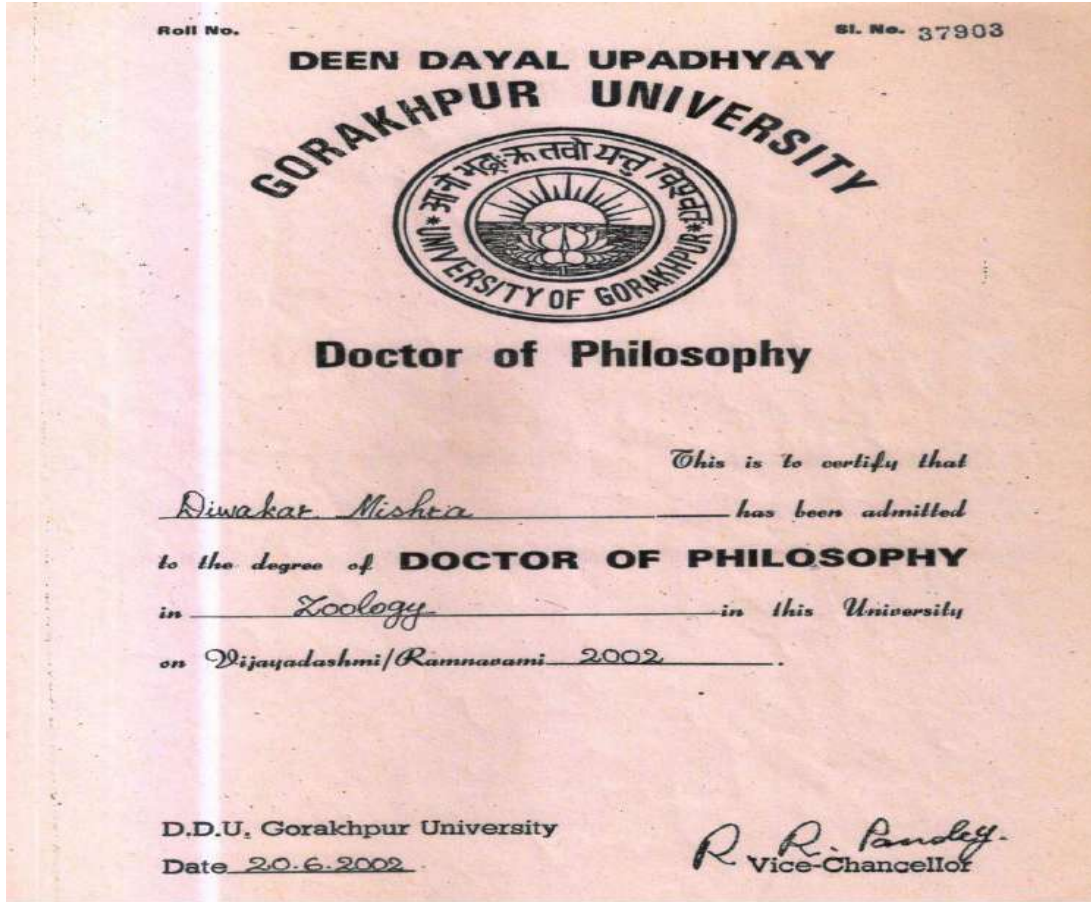 Roll No. Sl. No. 37903
DEEN DAYAL UPADHYAY
GORAKHPUR UNIVERSITY
* आ नो भद्राः क्रतवो यन्तु विश्वतः *
UNIVERSITY OF GORAKHPUR
Doctor of Philosophy
This is to certify that
Diwakar Mishra has been admitted
to the degree of DOCTOR OF PHILOSOPHY
in Zoology in this University
on Vijayadashmi/Ramnavami 2002.
D.D.U. Gorakhpur University
R. R. Pandey.
Date 20.6.2002. Vice-Chancellor